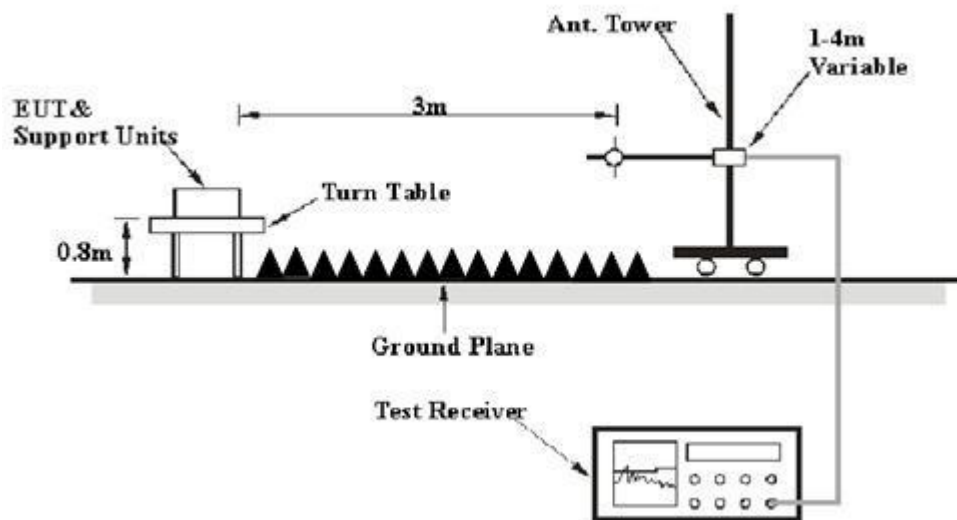 Ant. Tower
1-4m
Variable
3m
EUT&
Support Units
Turn Table
0.8m
Ground Plane
Test Receiver